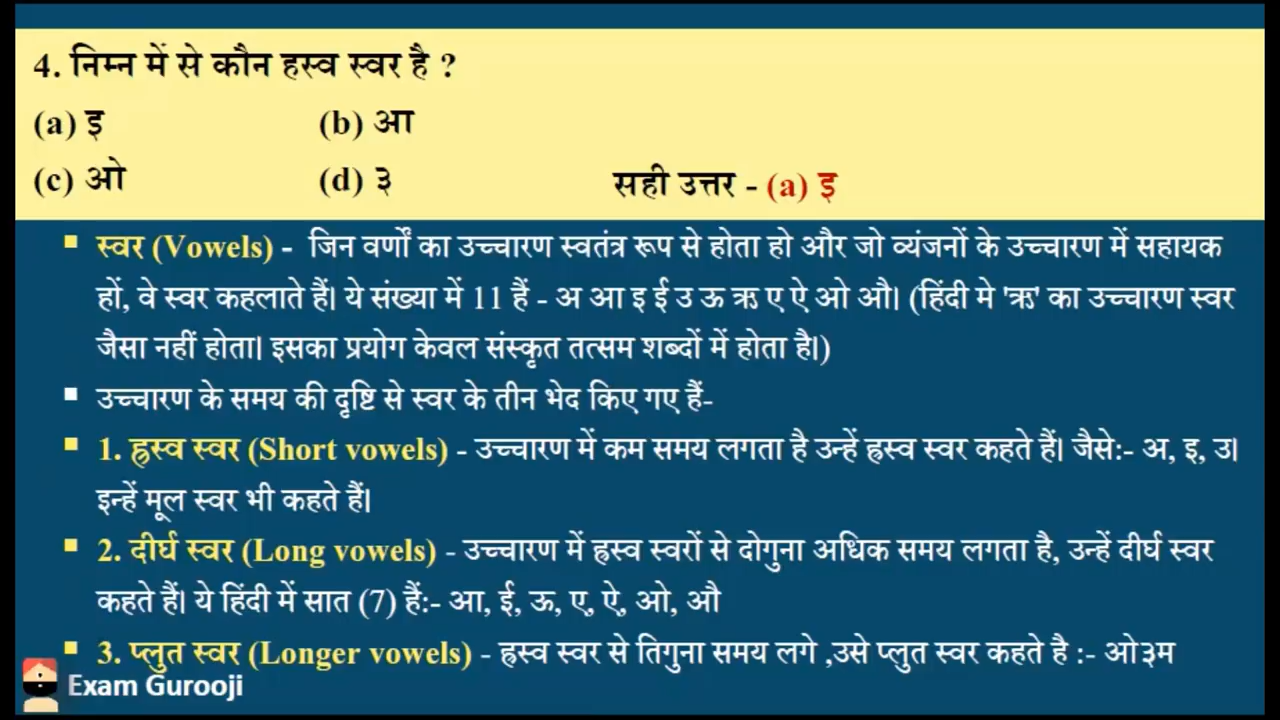 4. निम्न में से कौन हस्व स्वर है ?
(a) इ (b) आ
(c) ओ (d) ३ सही उत्तर - (a) इ
स्वर (Vowels) - जिन वर्णों का उच्चारण स्वतंत्र रूप से होता हो और जो व्यंजनों के उच्चारण में सहायक
हों, वे स्वर कहलाते हैं। ये संख्या में 11 हैं - अ आ इ ई उ ऊ ऋ ए ऐ ओ औ। (हिंदी मे 'ऋ' का उच्चारण स्वर
जैसा नहीं होता। इसका प्रयोग केवल संस्कृत तत्सम शब्दों में होता है।)
उच्चारण के समय की दृष्टि से स्वर के तीन भेद किए गए हैं-
1. ह्रस्व स्वर (Short vowels) - उच्चारण में कम समय लगता है उन्हें ह्रस्व स्वर कहते हैं। जैसे:- अ, इ, उ।
इन्हें मूल स्वर भी कहते हैं।
2. दीर्घ स्वर (Long vowels) - उच्चारण में ह्रस्व स्वरों से दोगुना अधिक समय लगता है, उन्हें दीर्घ स्वर
कहते हैं। ये हिंदी में सात (7) हैं:- आ, ई, ऊ, ए, ऐ, ओ, औ
3. प्लुत स्वर (Longer vowels) - ह्रस्व स्वर से तिगुना समय लगे ,उसे प्लुत स्वर कहते है :- ओ३म
Exam Gurooji